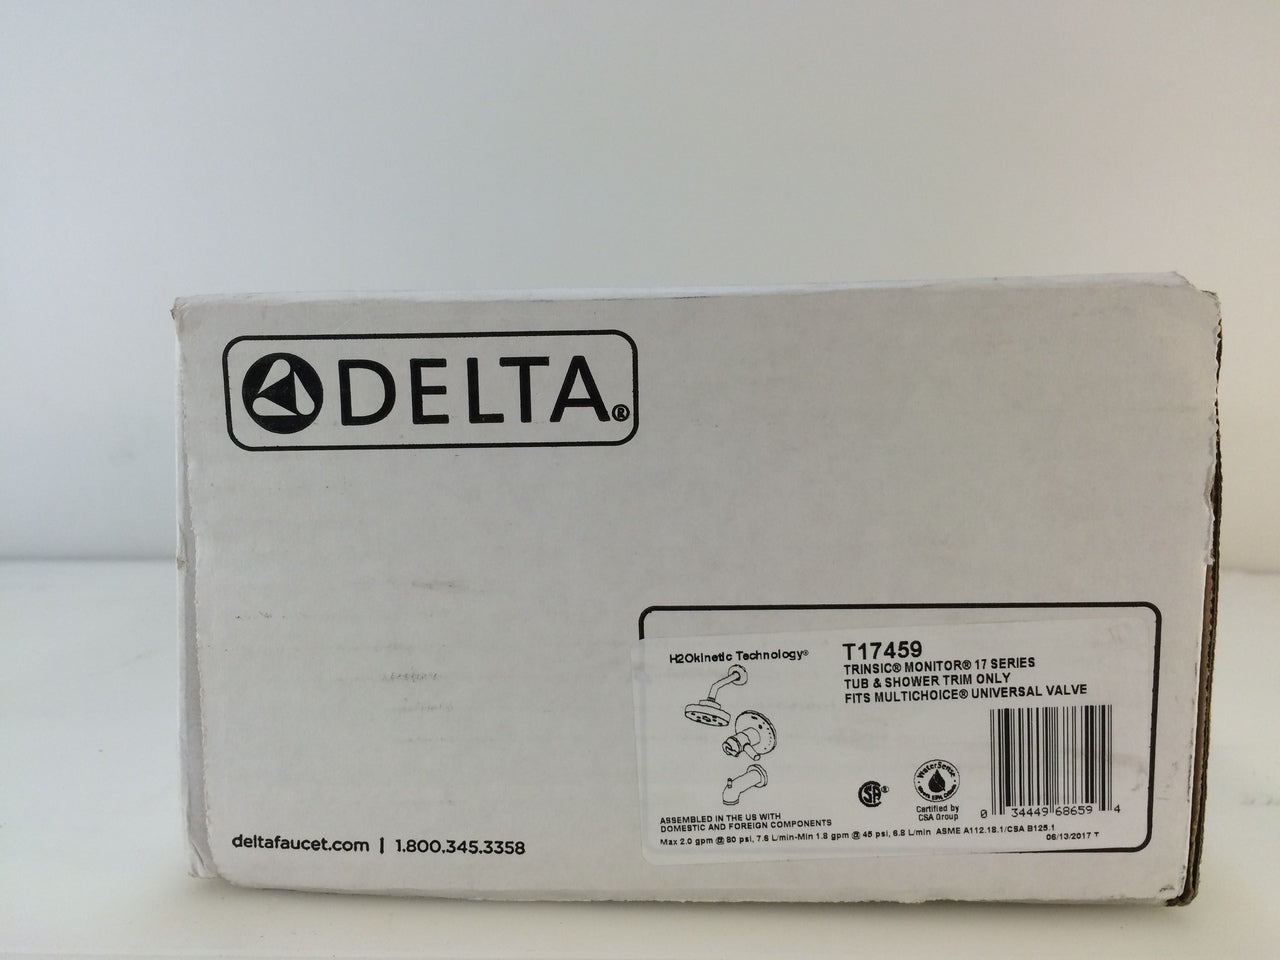 DELTA®
H2Okinetic Technology®
T17459
TRINSIC® MONITOR® 17 SERIES
TUB & SHOWER TRIM ONLY
FITS MULTICHOICE® UNIVERSAL VALVE
SA®
WaterSense
Certified by
CSA Group
0 34449 68659 4
ASSEMBLED IN THE US WITH
DOMESTIC AND FOREIGN COMPONENTS
Max 2.0 gpm @ 80 psi, 7.6 L/min-Min 1.8 gpm @ 45 psi, 6.8 L/min ASME A112.18.1/CSA B125.1
06/13/2017 T
deltafaucet.com | 1.800.345.3358